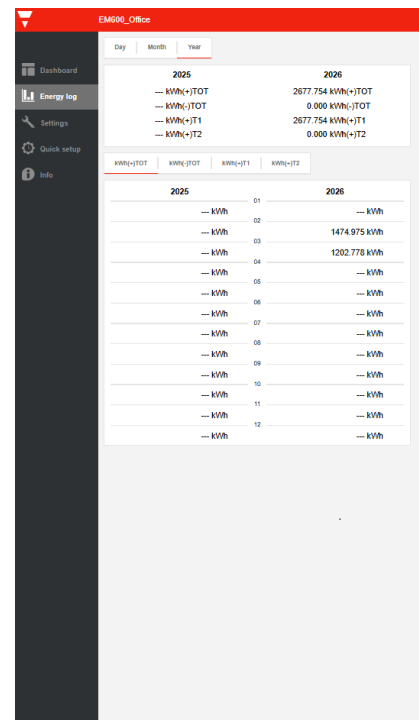 EM600_Office
Day Month Year
Dashboard
Energy log
Settings
Quick setup
Info
2025 2026
--- kWh(+)TOT 2677.754 kWh(+)TOT
--- kWh(-)TOT 0.000 kWh(-)TOT
--- kWh(+)T1 2677.754 kWh(+)T1
--- kWh(+)T2 0.000 kWh(+)T2
kWh(+)TOT kWh(-)TOT kWh(+)T1 kWh(+)T2
2025 2026
01
--- kWh --- kWh
02
--- kWh 1474.975 kWh
03
--- kWh 1202.778 kWh
04
--- kWh --- kWh
05
--- kWh --- kWh
06
--- kWh --- kWh
07
--- kWh --- kWh
08
--- kWh --- kWh
09
--- kWh --- kWh
10
--- kWh --- kWh
11
--- kWh --- kWh
12
--- kWh --- kWh